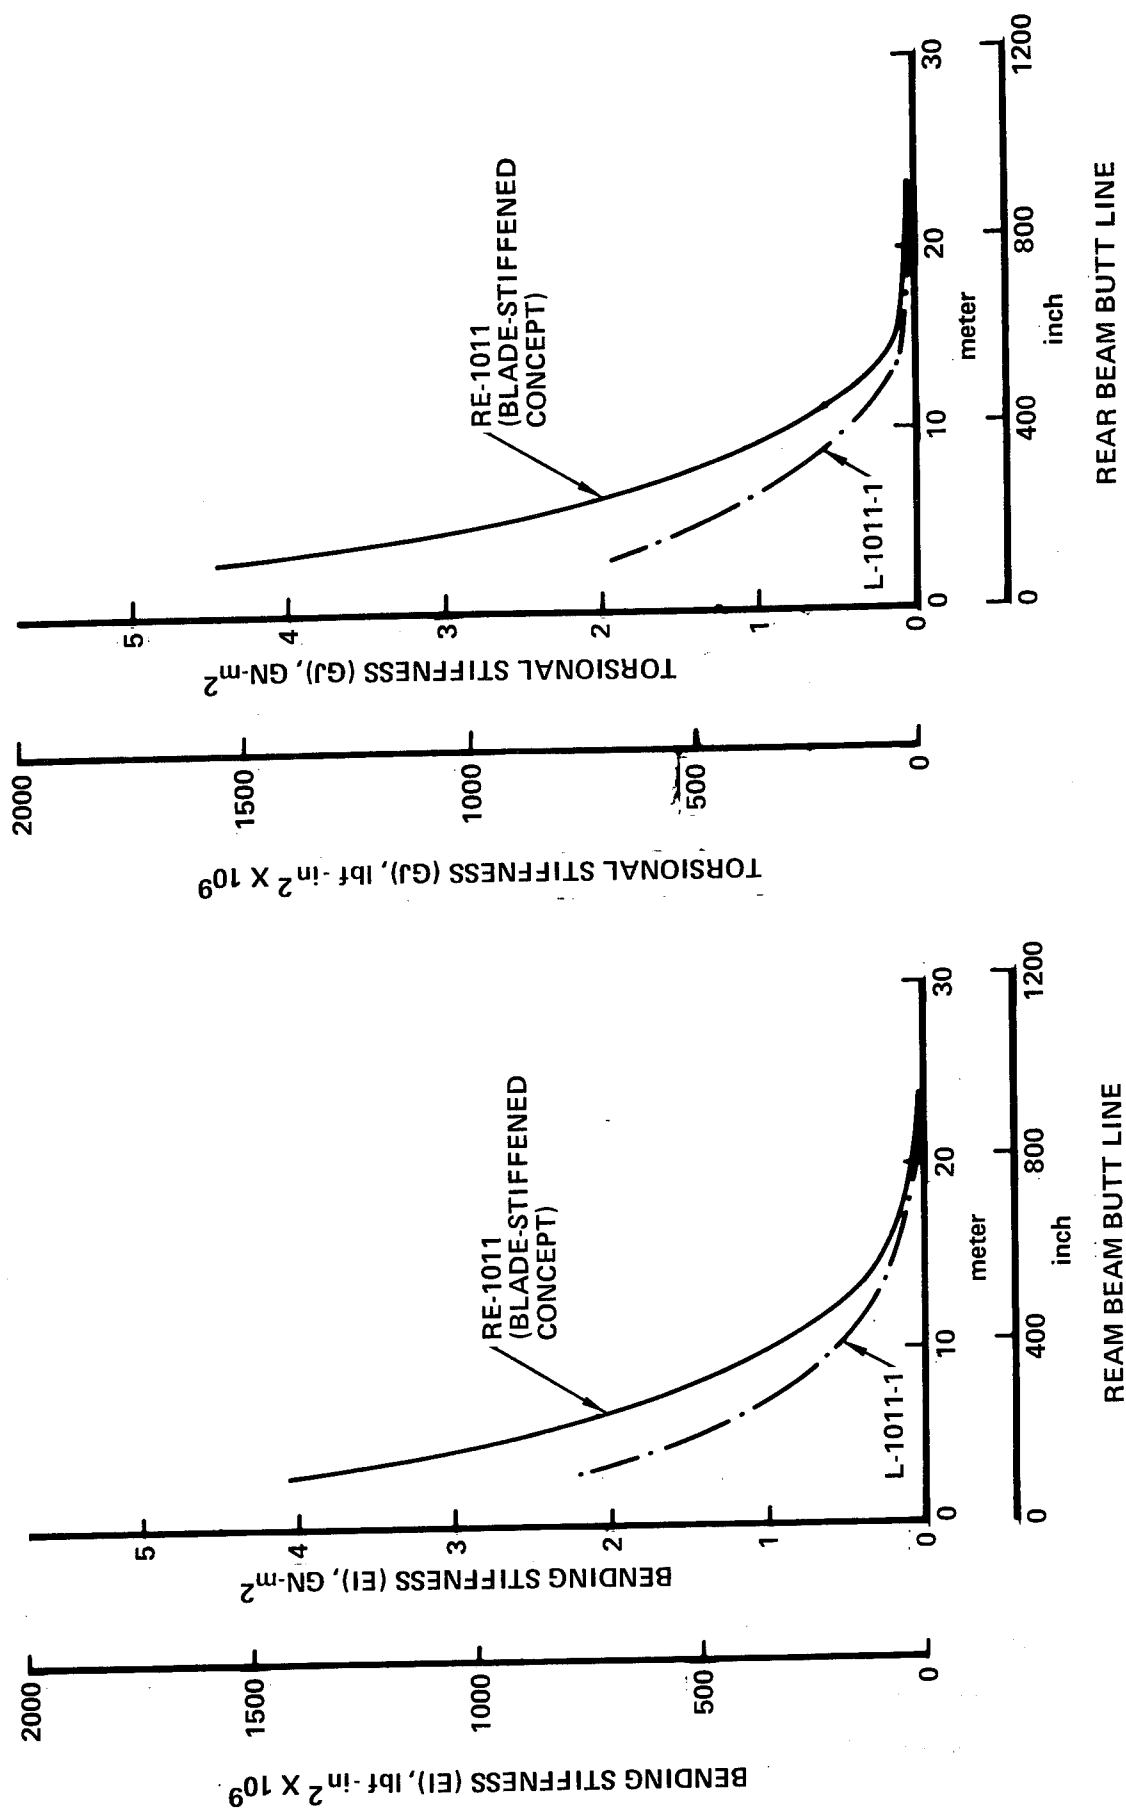 BENDING STIFFNESS (EI), lbf-in² X 10⁹
2000
1500
1000
500
0
BENDING STIFFNESS (EI), GN-m²
5
4
3
2
1
0
RE-1011
(BLADE-STIFFENED
CONCEPT)
L-1011-1
0
10
20
30
meter
0
400
800
1200
inch
REAM BEAM BUTT LINE
TORSIONAL STIFFNESS (GJ), lbf-in² X 10⁹
2000
1500
1000
500
0
TORSIONAL STIFFNESS (GJ), GN-m²
5
4
3
2
1
0
RE-1011
(BLADE-STIFFENED
CONCEPT)
L-1011-1
0
10
20
30
meter
0
400
800
1200
inch
REAR BEAM BUTT LINE